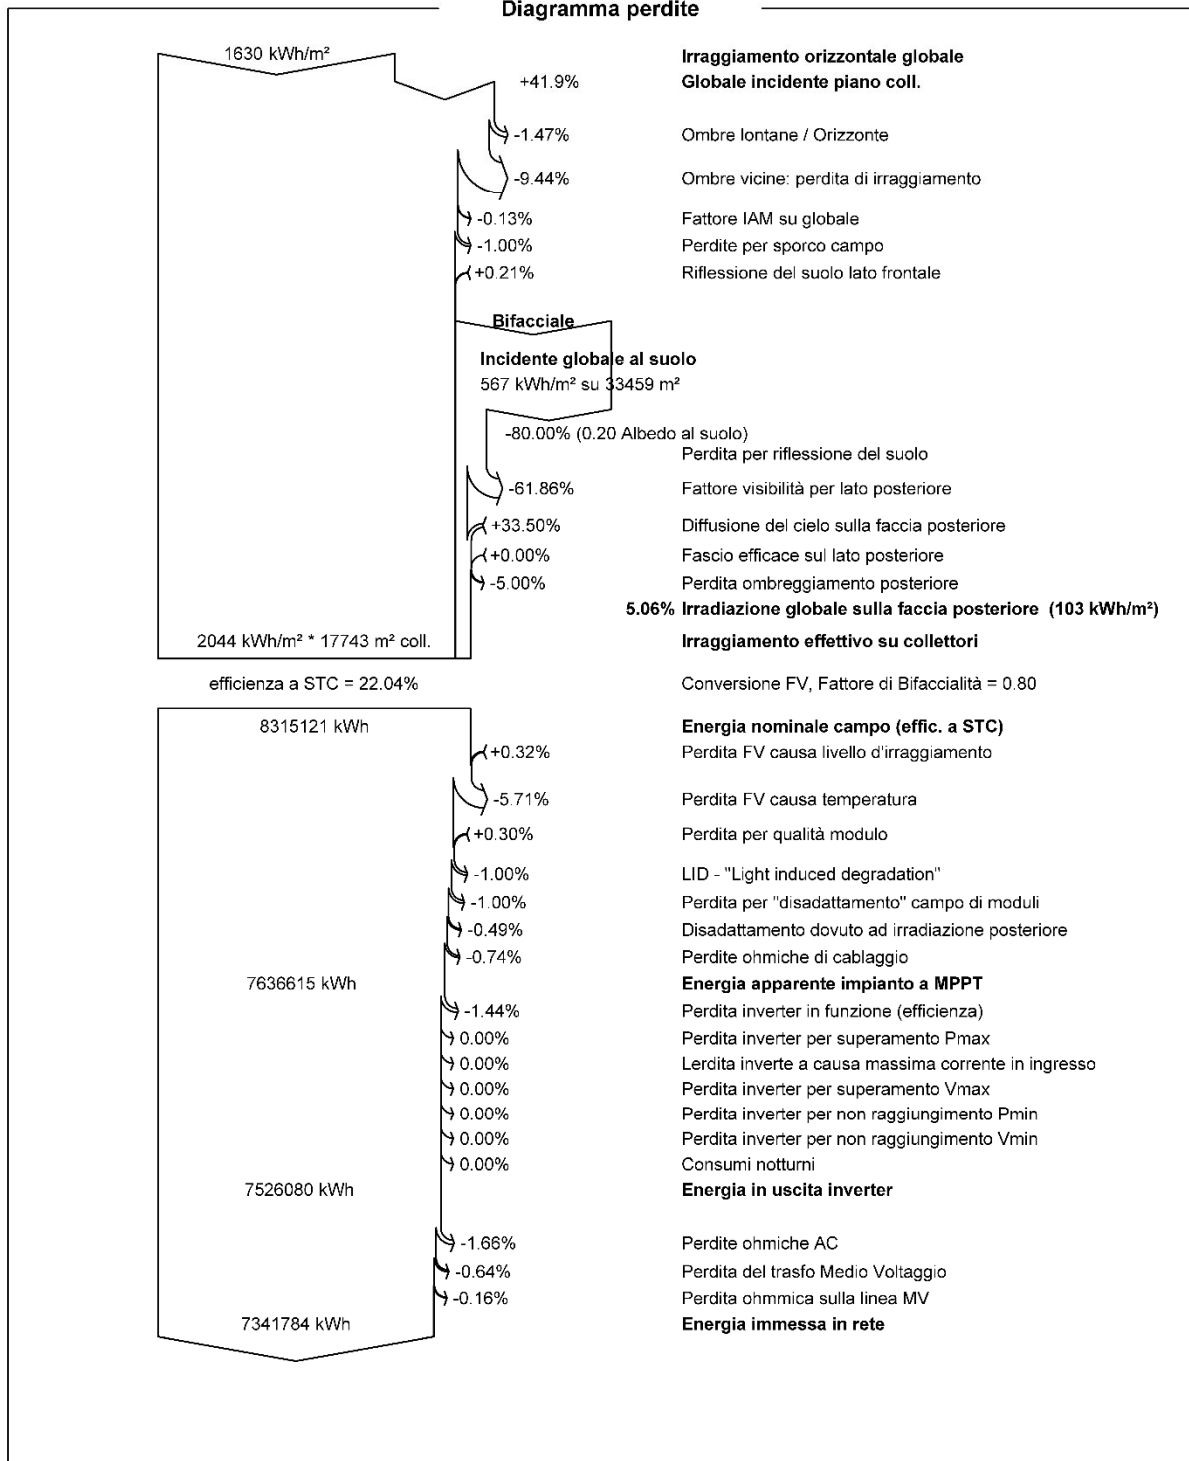 Diagramma perdite
1630 kWh/m² Irraggiamento orizzontale globale
+41.9% Globale incidente piano coll.
-1.47% Ombre lontane / Orizzonte
-9.44% Ombre vicine: perdita di irraggiamento
-0.13% Fattore IAM su globale
-1.00% Perdite per sporco campo
+0.21% Riflessione del suolo lato frontale
Bifacciale
Incidente globale al suolo
567 kWh/m² su 33459 m²
-80.00% (0.20 Albedo al suolo)
Perdita per riflessione del suolo
-61.86% Fattore visibilità per lato posteriore
+33.50% Diffusione del cielo sulla faccia posteriore
+0.00% Fascio efficace sul lato posteriore
-5.00% Perdita ombreggiamento posteriore
5.06% Irradiazione globale sulla faccia posteriore (103 kWh/m²)
2044 kWh/m² * 17743 m² coll. Irraggiamento effettivo su collettori
efficienza a STC = 22.04% Conversione FV, Fattore di Bifaccialità = 0.80
8315121 kWh Energia nominale campo (effic. a STC)
+0.32% Perdita FV causa livello d'irraggiamento
-5.71% Perdita FV causa temperatura
+0.30% Perdita per qualità modulo
-1.00% LID - "Light induced degradation"
-1.00% Perdita per "disadattamento" campo di moduli
-0.49% Disadattamento dovuto ad irradiazione posteriore
-0.74% Perdite ohmiche di cablaggio
7636615 kWh Energia apparente impianto a MPPT
-1.44% Perdita inverter in funzione (efficienza)
0.00% Perdita inverter per superamento Pmax
0.00% Lerdita inverte a causa massima corrente in ingresso
0.00% Perdita inverter per superamento Vmax
0.00% Perdita inverter per non raggiungimento Pmin
0.00% Perdita inverter per non raggiungimento Vmin
0.00% Consumi notturni
7526080 kWh Energia in uscita inverter
-1.66% Perdite ohmiche AC
-0.64% Perdita del trasfo Medio Voltaggio
-0.16% Perdita ohmmica sulla linea MV
7341784 kWh Energia immessa in rete